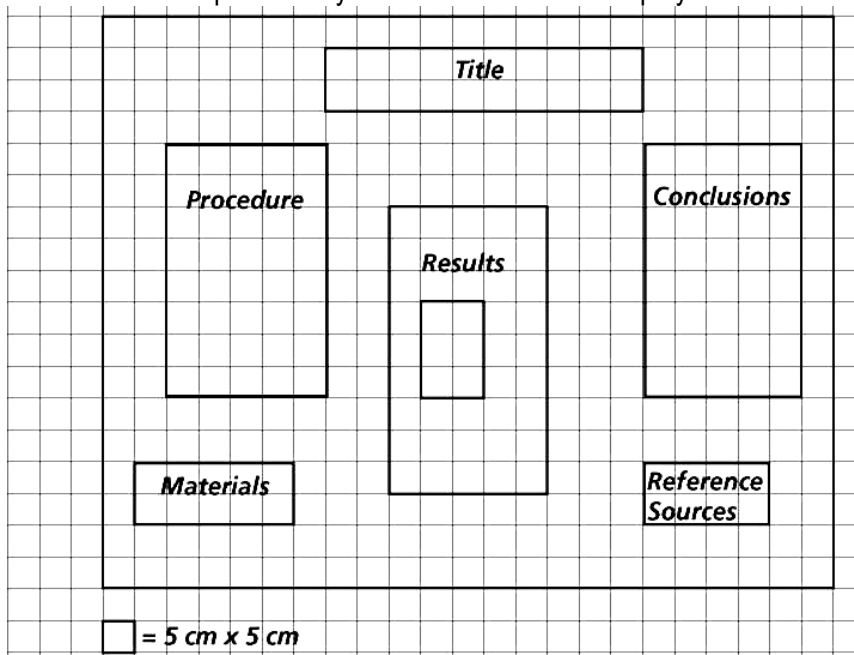 Title
Procedure
Conclusions
Results
Materials
Reference
Sources
= 5 cm x 5 cm